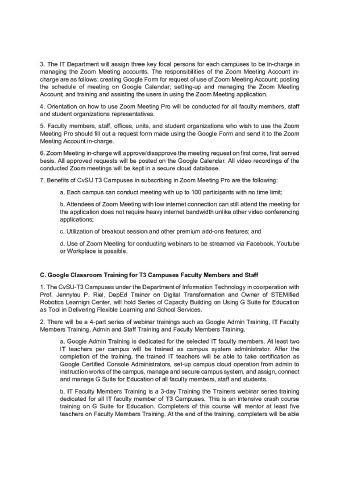 3. The IT Department will assign three key focal persons for each campuses to be in-charge in
managing the Zoom Meeting accounts. The responsibilities of the Zoom Meeting Account in-
charge are as follows: creating Google Form for request of use of Zoom Account; posting
the schedule of meeting on Google Calendar; setting-up and managing the Zoom Meeting
Account; and training and assisting the users in using the Zoom Meeting application.
4. Orientation on how to use Zoom Meeting Pro will be conducted for all faculty members, staff
and student organizations representatives.
5. Faculty members, staff, offices, units, and student organizations who wish to use the Zoom
Meeting Pro should fill out a request form made using the Google Form and send it to the Zoom
Meeting Account in-charge.
6. Zoom Meeting in-charge will approve/disapprove the meeting request on first come, first served
basis. All approved requests will be posted on the Google Calendar. All video recordings of the
conducted Zoom meetings will be kept in a secure cloud database.
7. Benefits of CvSU T3 Campuses in subscribing in Zoom Meeting Pro are the following:
a. Each campus can conduct meeting with up to 100 participants with no time limit;
b. Attendees of Zoom Meeting with low internet connection can still attend the meeting for
the application does not require heavy internet bandwidth unlike other video conferencing
applications;
c. Utilization of breakout session and other premium add-ons features; and
d. Use of Zoom Meeting for conducting webinars to be streamed via Facebook, Youtube
or Workplace is possible.
C. Google Classroom Training for T3 Campuses Faculty Members and Staff
1. The CvSU-T3 Campuses under the Department of Information Technology in cooperation with
Prof. Jennylou P. Rial, DepEd Trainor on Digital Transformation and Owner of STEMified
Robotics Learnign Center, will hold Series of Capacity Building on Using G Suite for Education
as Tool in Delivering Flexible Learning and School Services.
2. There will be a 4-part series of webinar trainings such as Google Admin Training, IT Faculty
Members Training, Admin and Staff Training and Faculty Members Training.
a. Google Admin Training is dedicated for the selected IT faculty members. At least two
IT teachers per campus will be trained as campus system administrator. After the
completion of the training, the trained IT teachers will be able to take certification as
Google Certified Console Administrators, set-up campus cloud operation from admin to
instruction works of the campus, manage and secure campus system, and assign, connect
and manage G Suite for Education of all faculty members, staff and students.
b. IT Faculty Members Training is a 3-day Training the Trainers webinar series training
dedicated for all IT faculty member of T3 Campuses. This is an intensive crash course
training on G Suite for Education. Completers of this course will mentor at least five
teachers on Faculty Members Training. At the end of the training, completers will be able